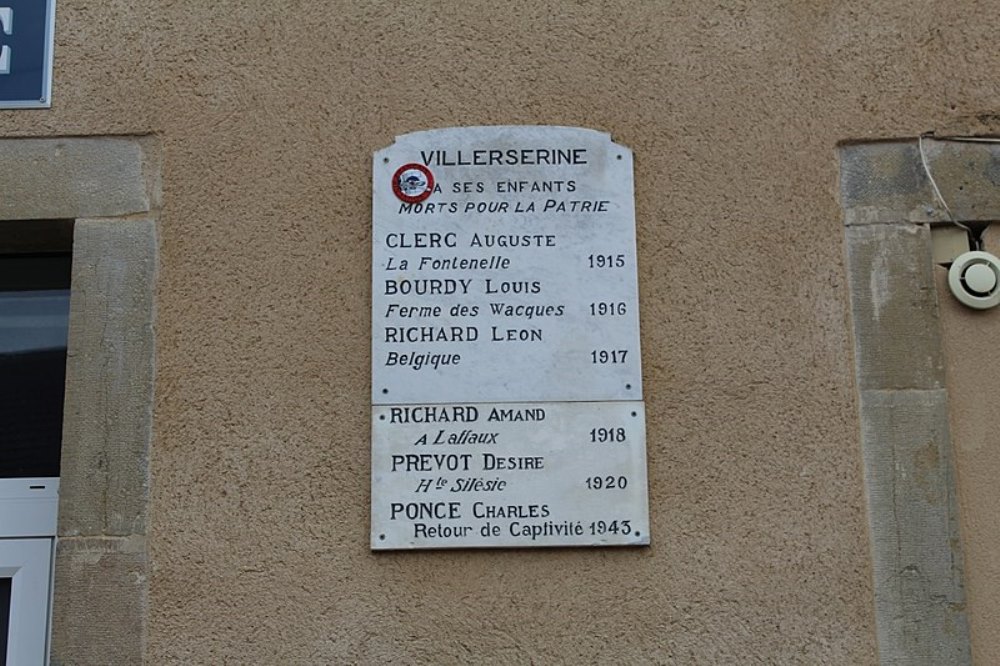 E
VILLERSERINE
A SES ENFANTS
MORTS POUR LA PATRIE
CLERC AUGUSTE
La Fontenelle 1915
BOURDY LOUIS
Ferme des Wacques 1916
RICHARD LEON
Belgique 1917
RICHARD AMAND
A Laffaux 1918
PREVOT DESIRE
Hte Silésie 1920
PONCE CHARLES
Retour de Captivité 1943